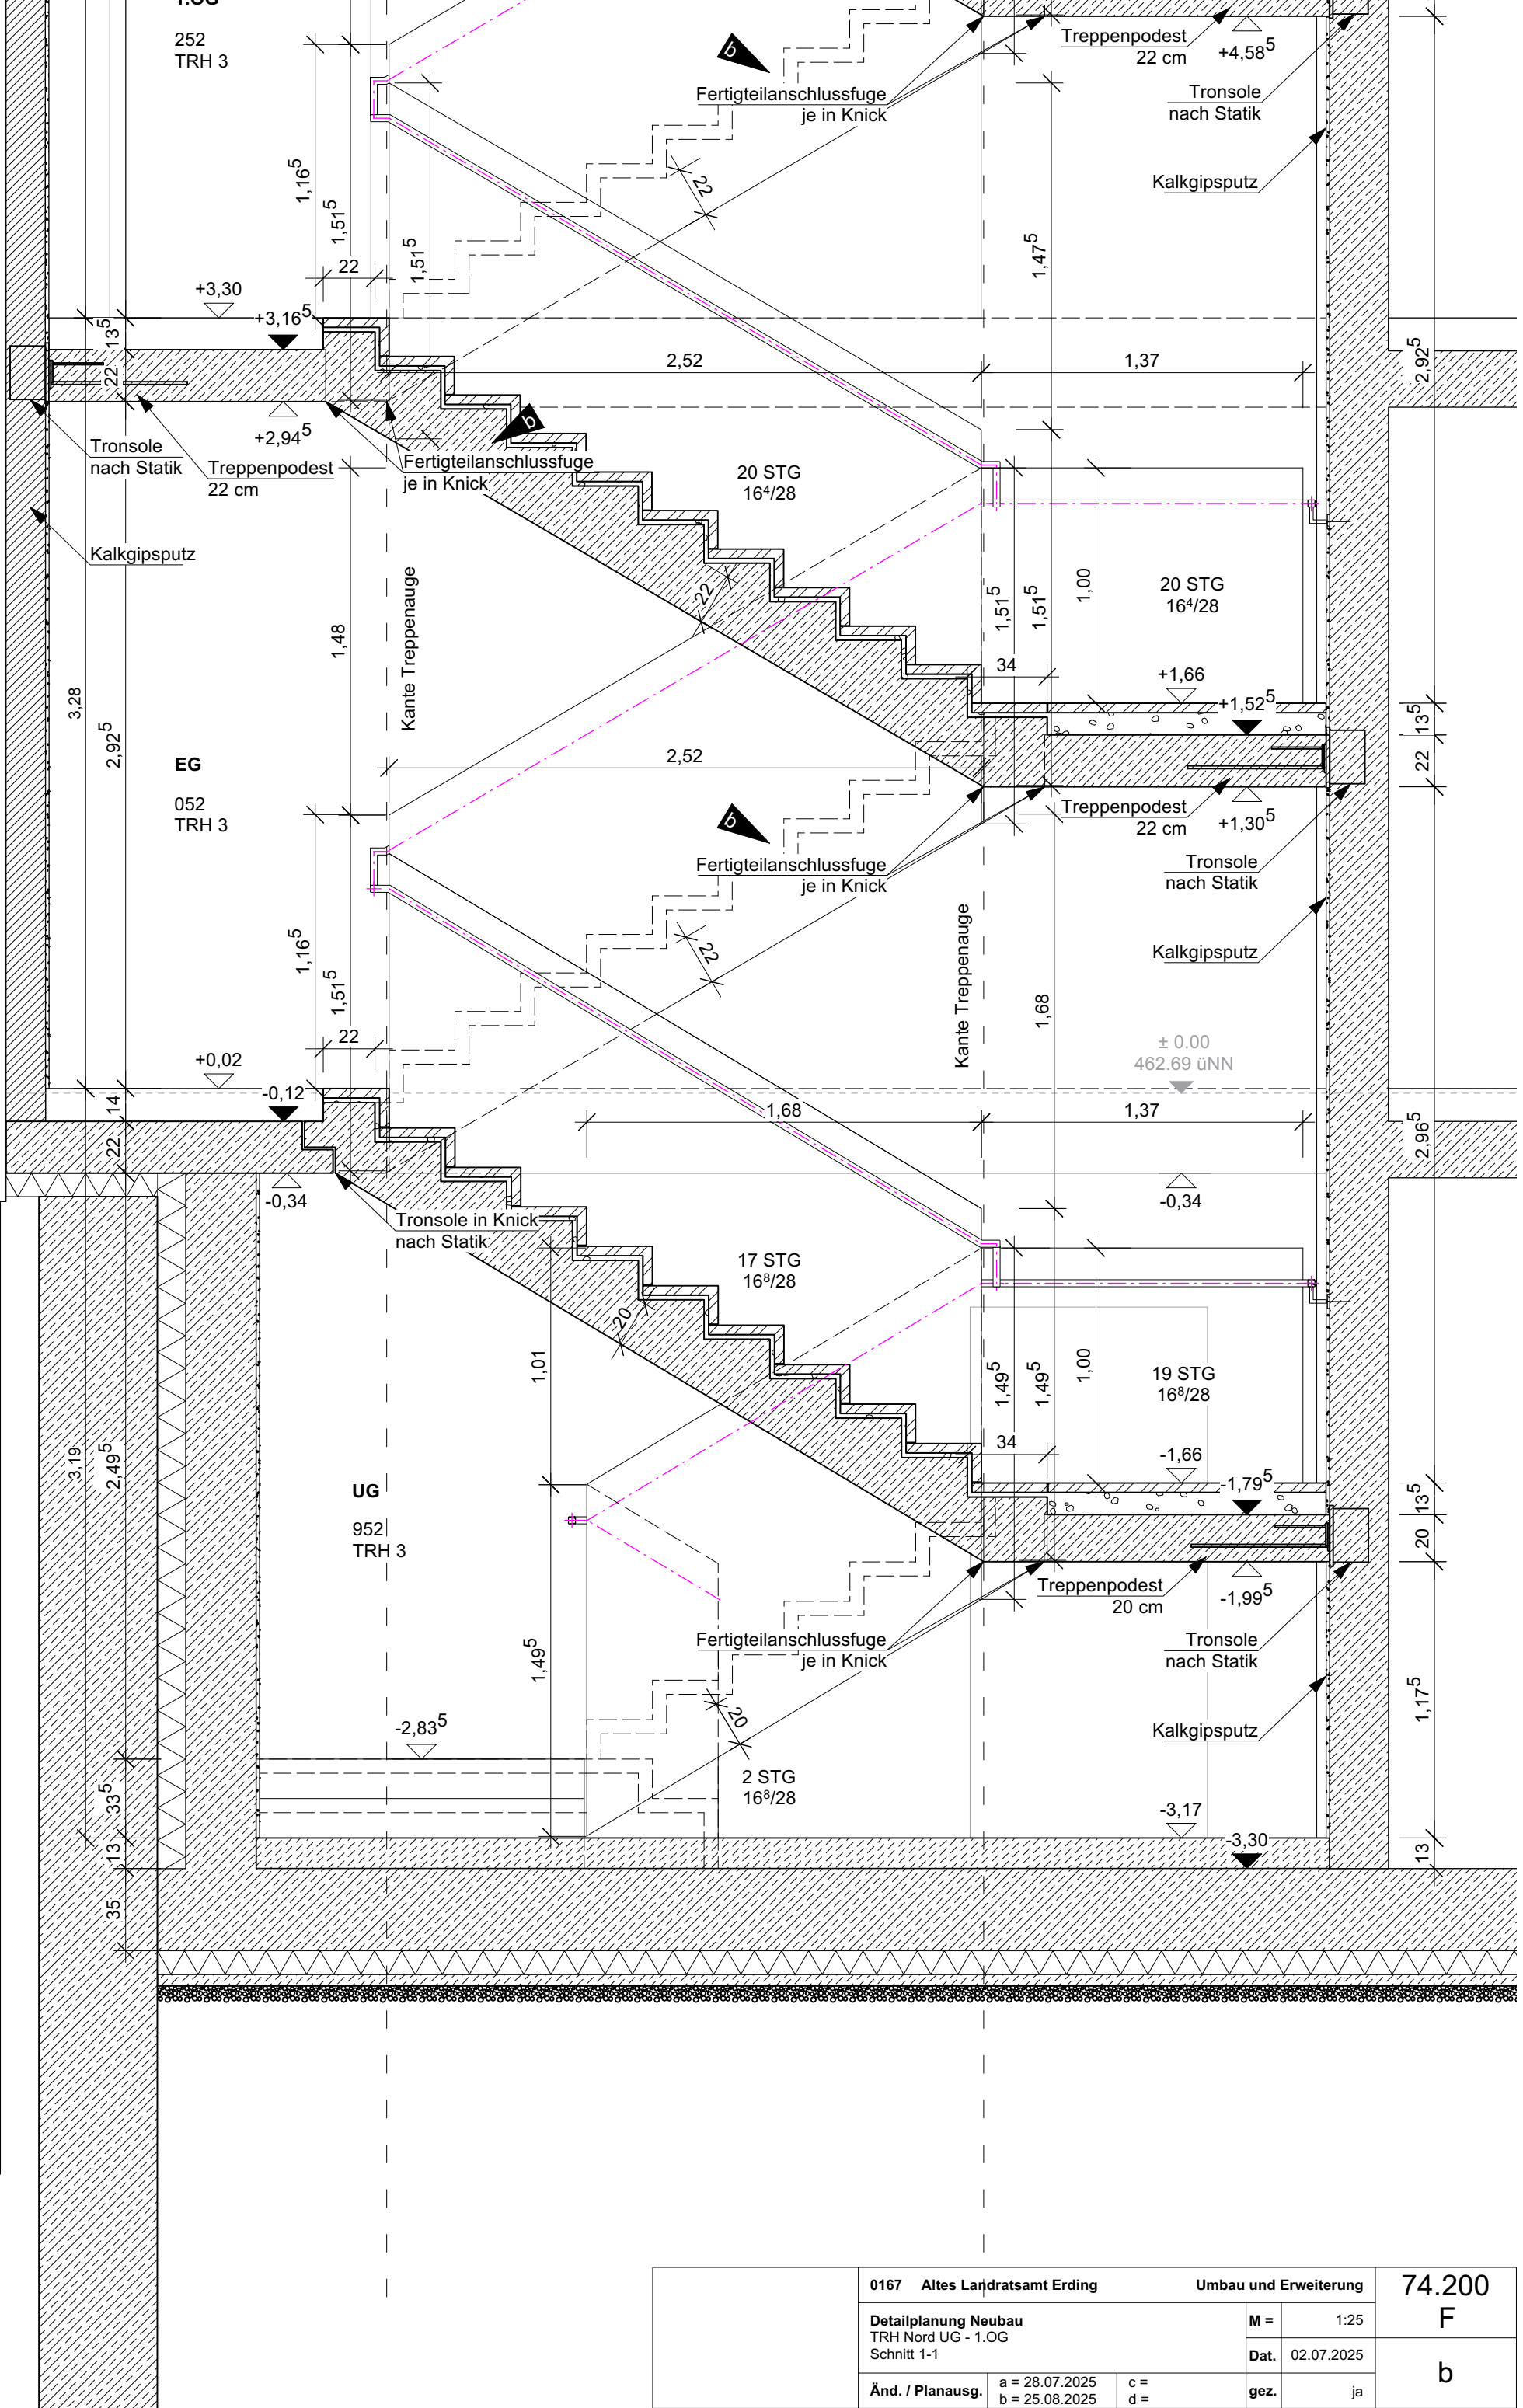 1.OG
252
TRH 3
b
Treppenpodest
22 cm
+4,58⁵
Fertigteilanschlussfuge
je in Knick
Tronsole
nach Statik
Kalkgipsputz
22
1,16⁵
1,51⁵
1,51⁵
1,47⁵
22
+3,30
+3,16⁵
13⁵
22
2,52
1,37
2,92⁵
+2,94⁵
b
Tronsole
nach Statik
Treppenpodest
22 cm
Fertigteilanschlussfuge
je in Knick
20 STG
16⁴/28
Kalkgipsputz
Kante Treppenauge
22
1,48
1,51⁵
1,51⁵
1,00
20 STG
16⁴/28
34
+1,66
+1,52⁵
13⁵
22
3,28
2,92⁵
EG
052
TRH 3
2,52
b
Treppenpodest
22 cm
+1,30⁵
Fertigteilanschlussfuge
je in Knick
Tronsole
nach Statik
Kalkgipsputz
22
Kante Treppenauge
1,16⁵
1,51⁵
1,68
22
± 0.00
462.69 üNN
+0,02
-0,12
14
22
1,68
1,37
2,96⁵
-0,34
-0,34
Tronsole in Knick
nach Statik
17 STG
16⁸/28
20
1,01
1,49⁵
1,49⁵
1,00
19 STG
16⁸/28
34
-1,66
-1,79⁵
13⁵
20
3,19
2,49⁵
UG
952
TRH 3
Treppenpodest
20 cm
-1,99⁵
Fertigteilanschlussfuge
je in Knick
Tronsole
nach Statik
1,49⁵
20
1,17⁵
Kalkgipsputz
-2,83⁵
2 STG
16⁸/28
33⁵
-3,17
-3,30
13
13
35
0167 Altes Landratsamt Erding Umbau und Erweiterung
74.200
F
Detailplanung Neubau
TRH Nord UG - 1.OG
Schnitt 1-1
M = 1:25
Dat. 02.07.2025
b
Änd. / Planausg.
a = 28.07.2025 c =
b = 25.08.2025 d =
gez. ja